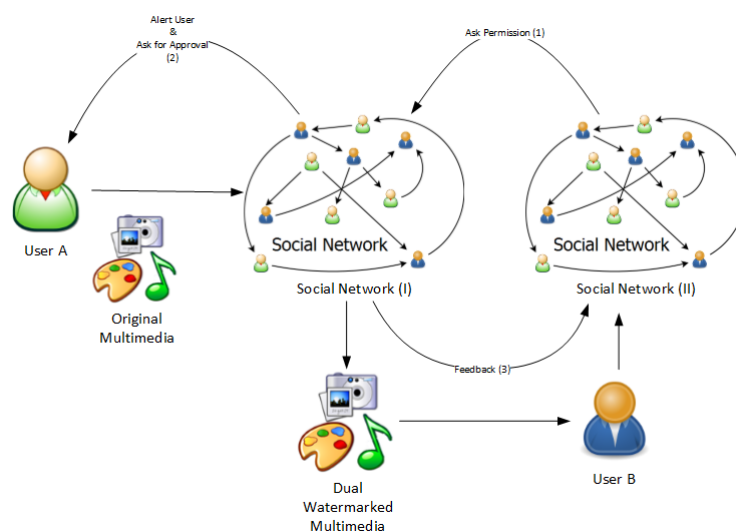 Alert User
&
Ask for Approval
(2)
Ask Permission (1)
Social Network
Social Network
User A
Social Network (I)
Social Network (II)
Original
Multimedia
Feedback (3)
User B
Dual
Watermarked
Multimedia